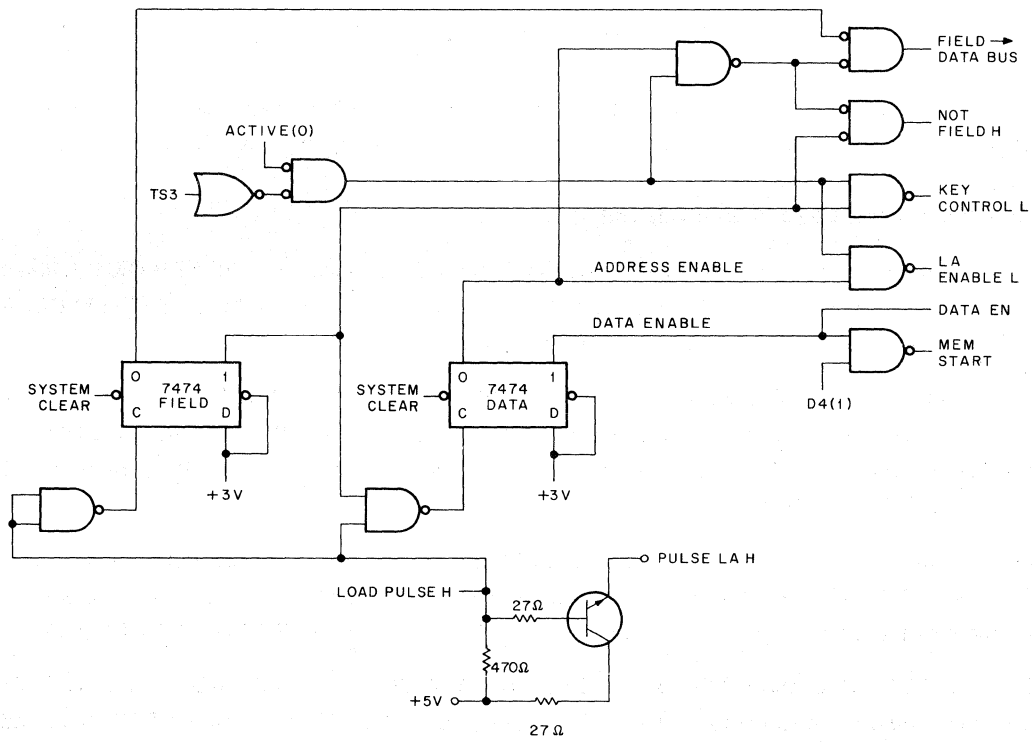 FIELD →
DATA BUS
NOT
FIELD H
ACTIVE(0)
TS3
KEY
CONTROL L
ADDRESS ENABLE
LA
ENABLE L
DATA ENABLE
DATA EN
MEM
START
D4(1)
SYSTEM
CLEAR
0 1
7474
FIELD
C D
+3V
SYSTEM
CLEAR
0 1
7474
DATA
C D
+3V
PULSE LA H
LOAD PULSE H
27Ω
470Ω
+5V
27Ω